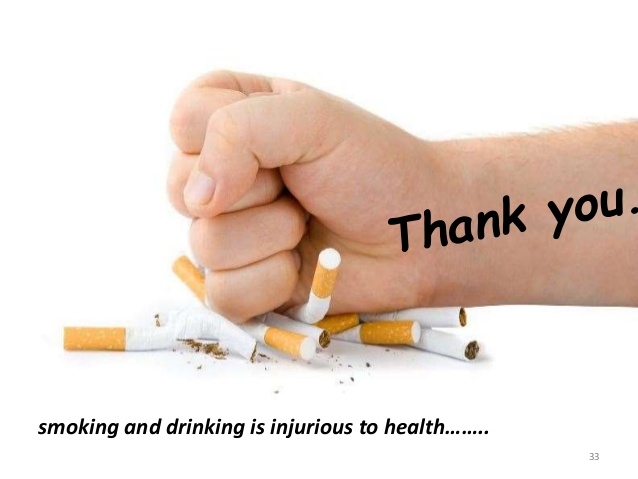 Thank you.
smoking and drinking is injurious to health........
33